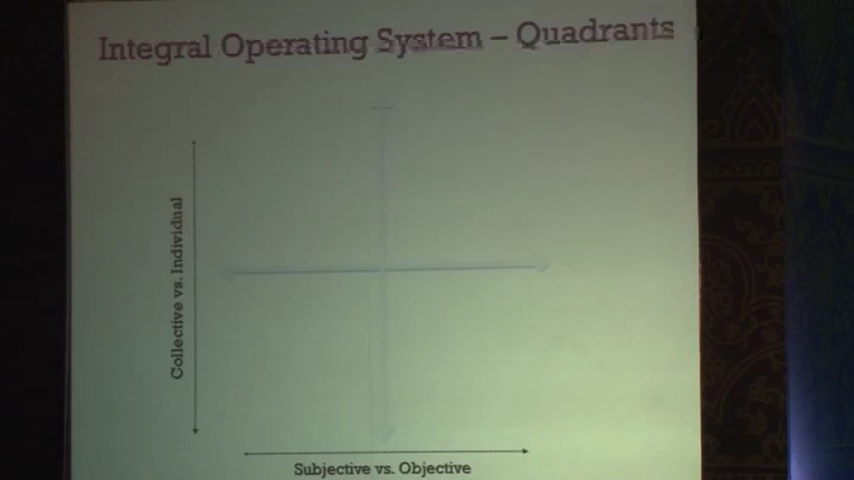 Integral Operating System – Quadrants
Collective vs. Individual
Subjective vs. Objective